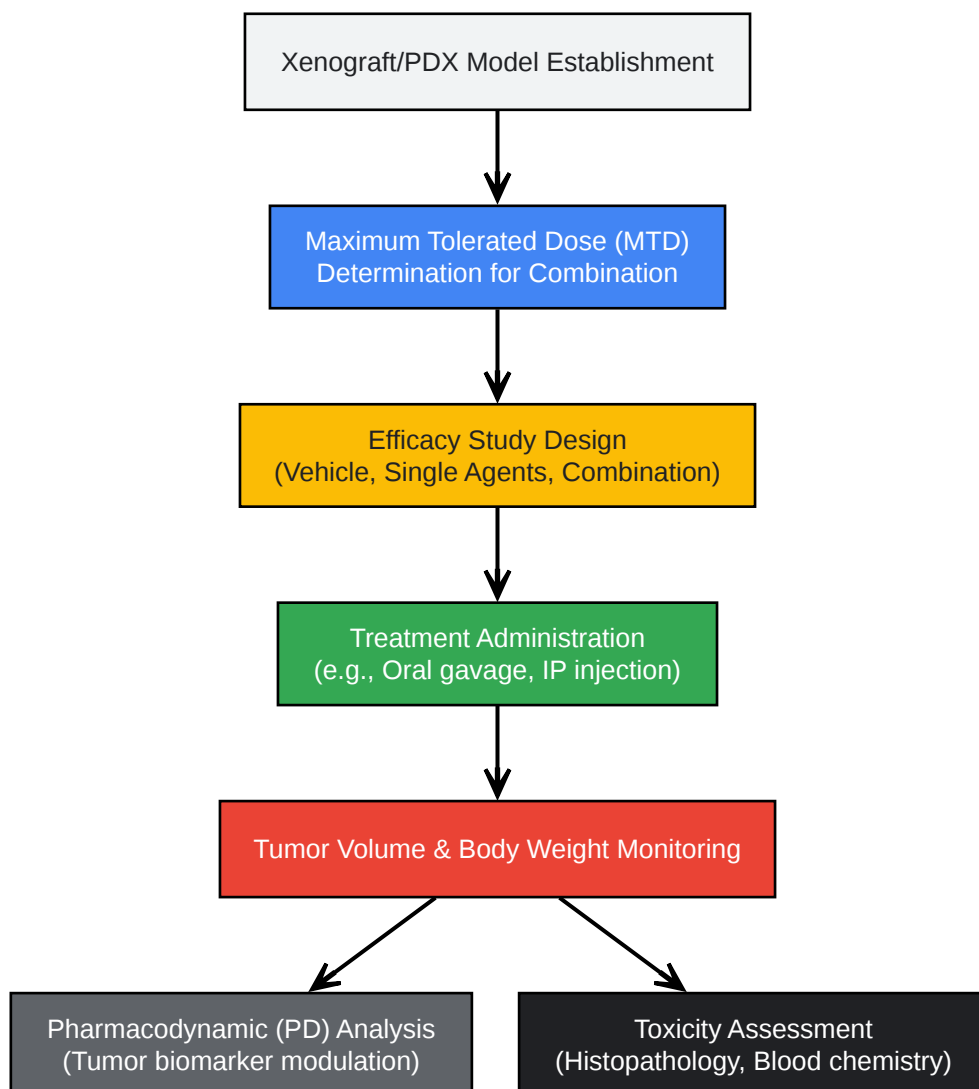 Xenograft/PDX Model Establishment
Maximum Tolerated Dose (MTD)
Determination for Combination
Efficacy Study Design
(Vehicle, Single Agents, Combination)
Treatment Administration
(e.g., Oral gavage, IP injection)
Tumor Volume & Body Weight Monitoring
Pharmacodynamic (PD) Analysis
(Tumor biomarker modulation)
Toxicity Assessment
(Histopathology, Blood chemistry)